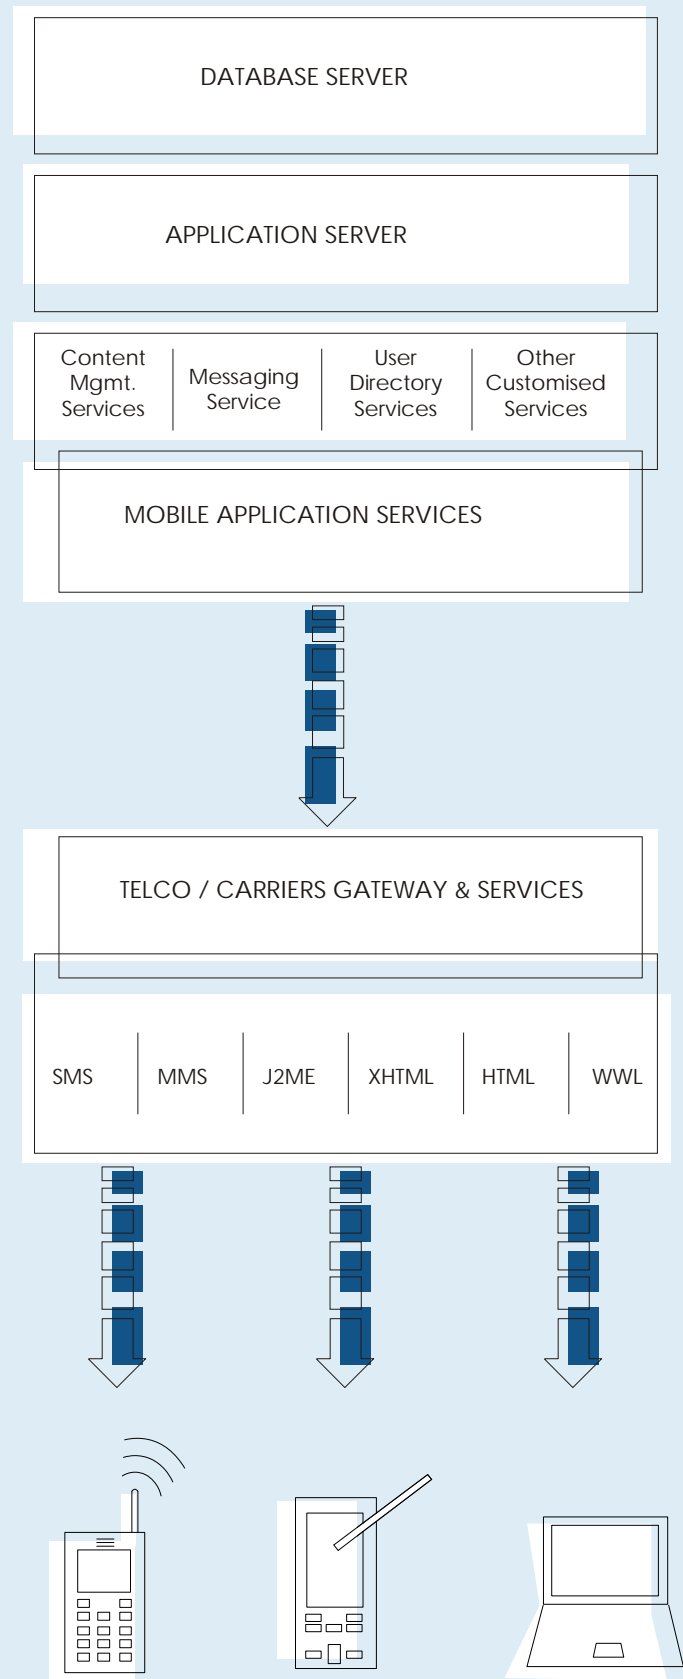 DATABASE SERVER
APPLICATION SERVER
Content
Mgmt.
Services
Messaging
Service
User
Directory
Services
Other
Customised
Services
MOBILE APPLICATION SERVICES
TELCO / CARRIERS GATEWAY & SERVICES
SMS
MMS
J2ME
XHTML
HTML
WWL